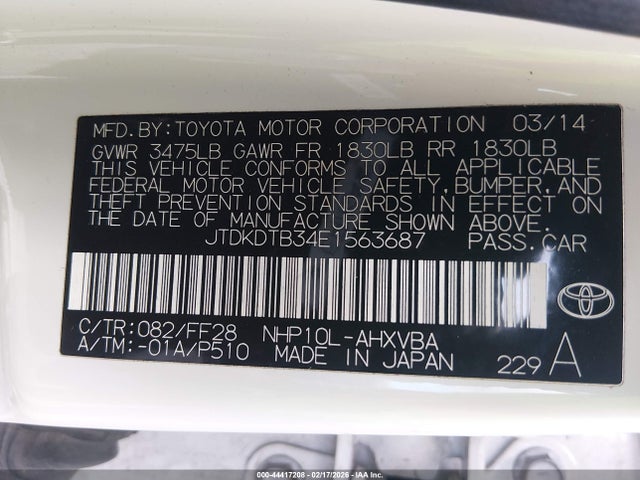 MFD.BY:TOYOTA MOTOR CORPORATION 03/14
GVWR 3475LB GAWR FR 1830LB RR 1830LB
THIS VEHICLE CONFORMS TO ALL APPLICABLE
FEDERAL MOTOR VEHICLE SAFETY,BUMPER,AND
THEFT PREVENTION STANDARDS IN EFFECT ON
THE DATE OF MANUFACTURE SHOWN ABOVE.
JTDKDTB34E1563687 PASS.CAR
C/TR:082/FF28 NHP10L-AHXVBA
A/TM:-01A/P510 MADE IN JAPAN 229 A
000-44417208 - 02/17/2026 - IAA Inc.